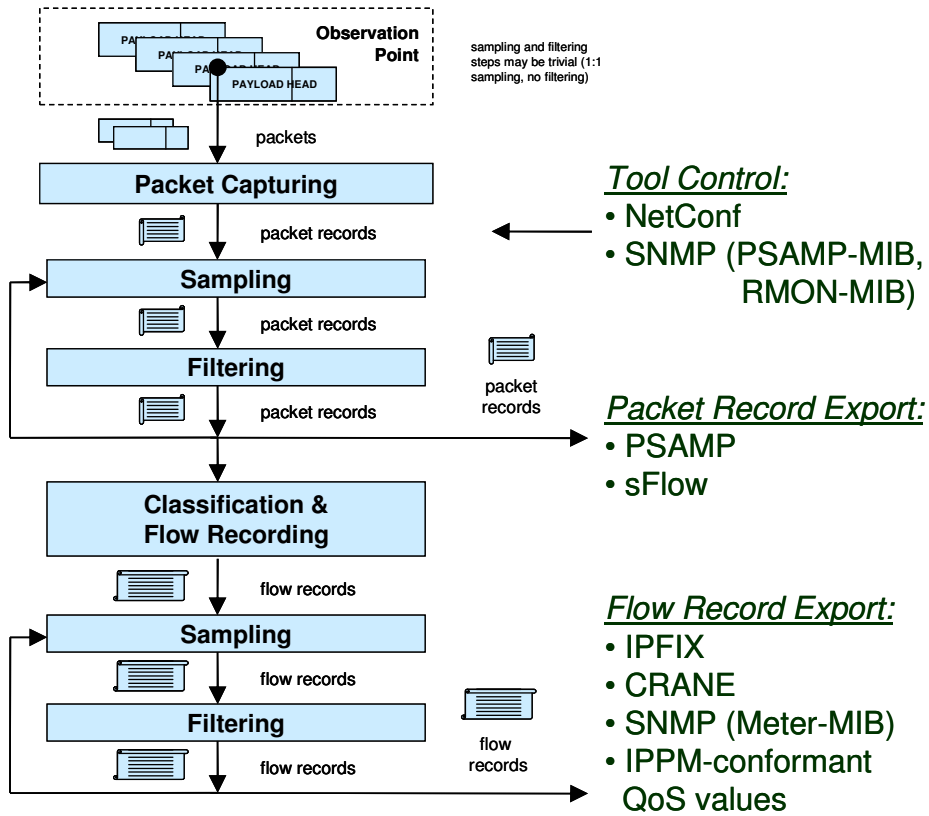 Observation
Point
PAYLOAD HEAD
sampling and filtering
steps may be trivial (1:1
sampling, no filtering)
packets
Packet Capturing
packet records
Sampling
packet records
Filtering
packet records
packet
records
Classification &
Flow Recording
flow records
Sampling
flow records
Filtering
flow records
flow
records
Tool Control:
• NetConf
• SNMP (PSAMP-MIB,
RMON-MIB)
Packet Record Export:
• PSAMP
• sFlow
Flow Record Export:
• IPFIX
• CRANE
• SNMP (Meter-MIB)
• IPPM-conformant
QoS values